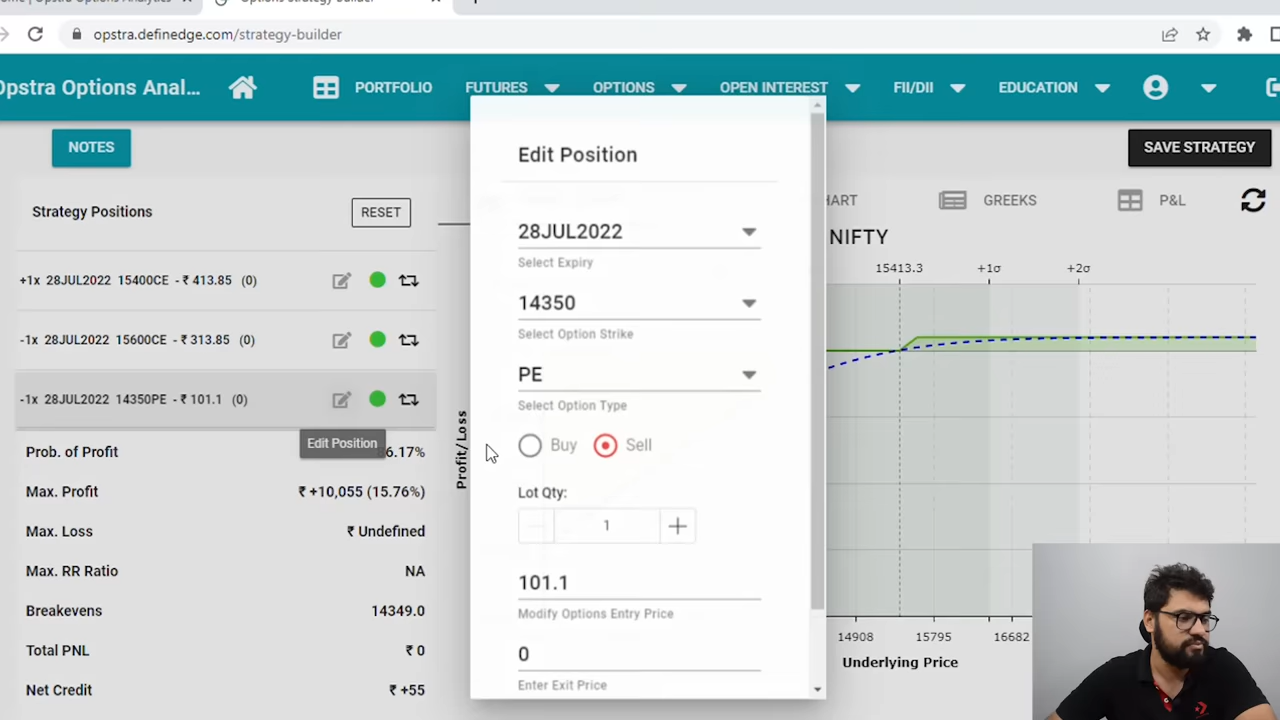 Options Strategy Builder
opstra.definedge.com/strategy-builder
Opstra Options Anal...
PORTFOLIO
FUTURES
OPTIONS
OPEN INTEREST
FII/DII
EDUCATION
NOTES
SAVE STRATEGY
Edit Position
Strategy Positions
RESET
HART
GREEKS
P&L
NIFTY
28JUL2022
Select Expiry
15413.3
+1σ
+2σ
+1x 28JUL2022 15400CE - ₹ 413.85 (0)
14350
Select Option Strike
-1x 28JUL2022 15600CE - ₹ 313.85 (0)
PE
Select Option Type
-1x 28JUL2022 14350PE - ₹ 101.1 (0)
Edit Position
Buy
Sell
Prob. of Profit
6.17%
Profit/Loss
Max. Profit
₹ +10,055 (15.76%)
Lot Qty:
1
Max. Loss
₹ Undefined
Max. RR Ratio
NA
101.1
Modify Options Entry Price
Breakevens
14349.0
14908
15795
16682
Total PNL
₹ 0
0
Enter Exit Price
Underlying Price
Net Credit
₹ +55